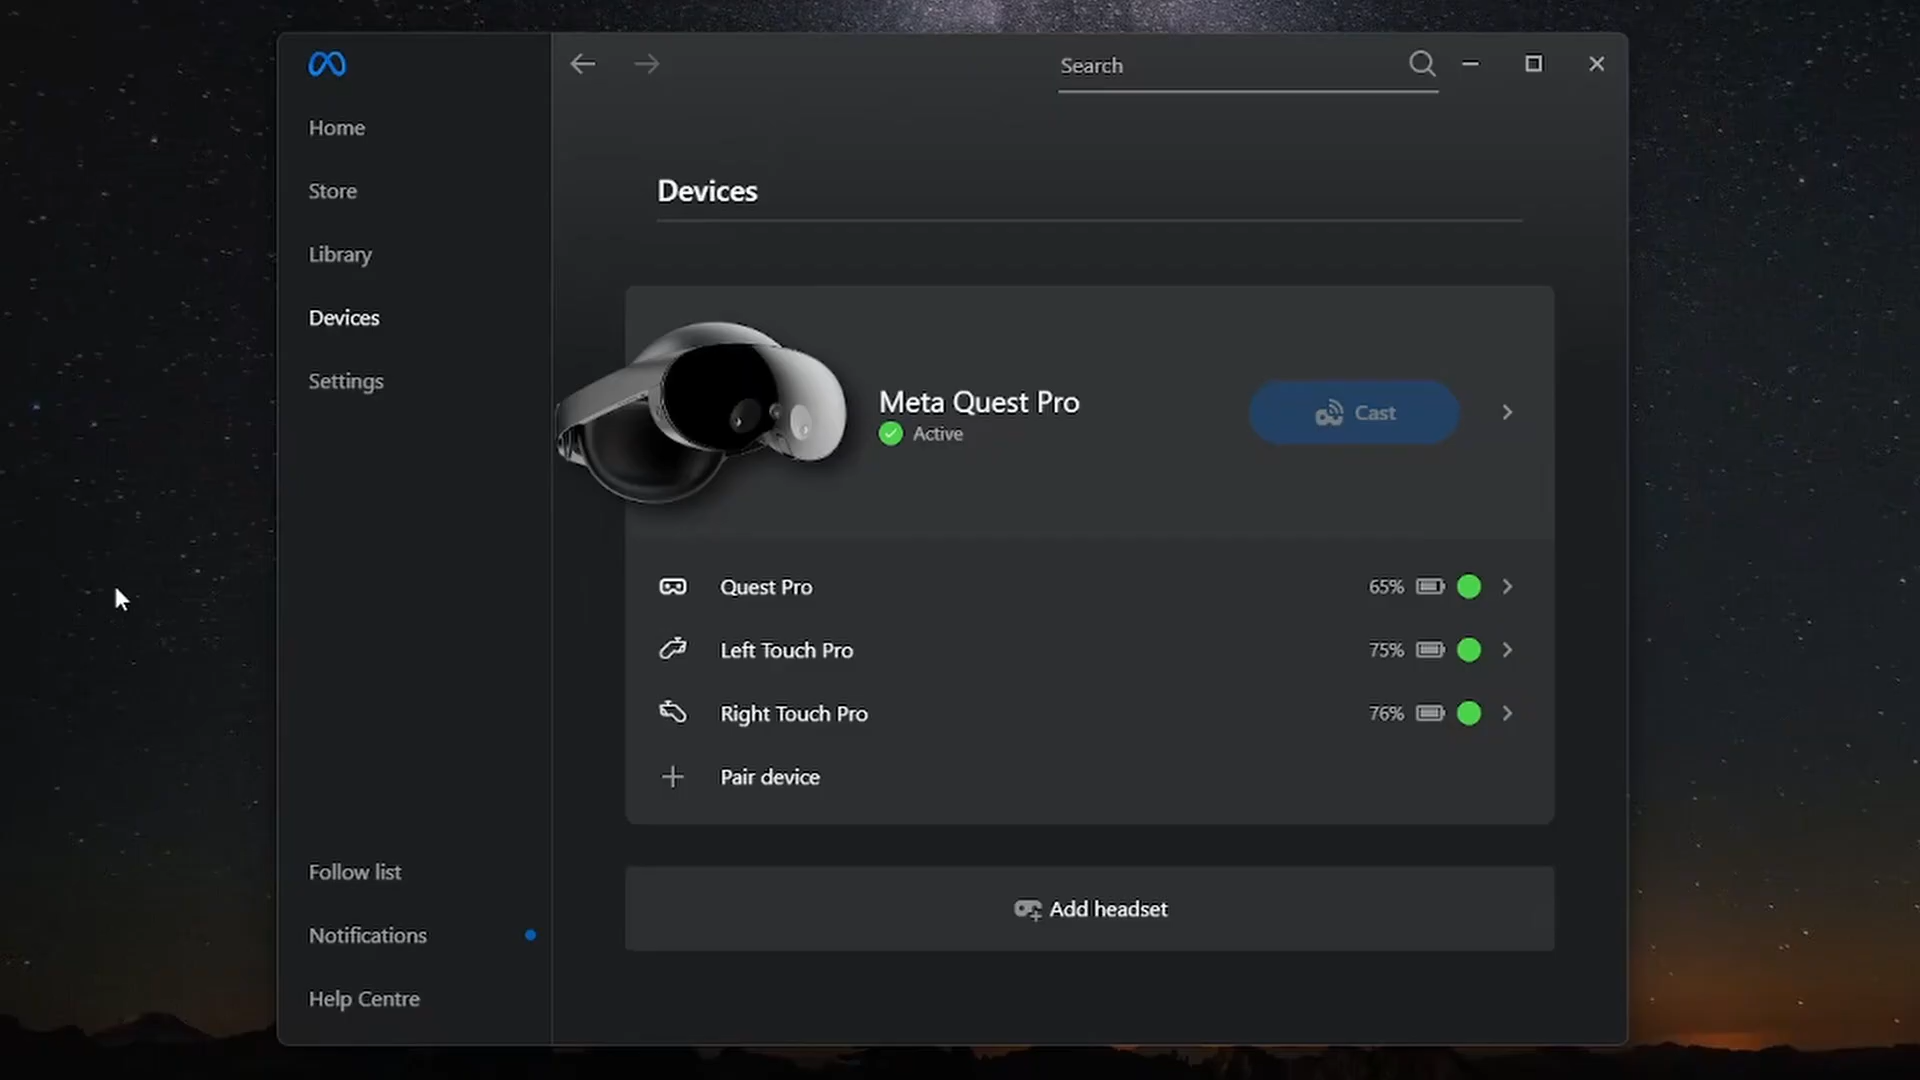 Search
Home
Store
Library
Devices
Settings
Follow list
Notifications
Help Centre
Devices
Meta Quest Pro
Active
Cast
Quest Pro
65%
Left Touch Pro
75%
Right Touch Pro
76%
Pair device
Add headset